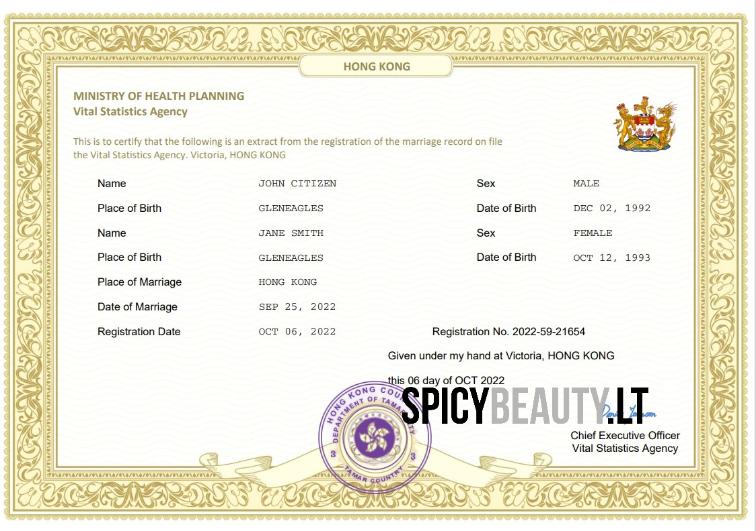 HONG KONG
MINISTRY OF HEALTH PLANNING
Vital Statistics Agency
This is to certify that the following is an extract from the registration of the marriage record on file
the Vital Statistics Agency. Victoria, HONG KONG
Name JOHN CITIZEN Sex MALE
Place of Birth GLENEAGLES Date of Birth DEC 02, 1992
Name JANE SMITH Sex FEMALE
Place of Birth GLENEAGLES Date of Birth OCT 12, 1993
Place of Marriage HONG KONG
Date of Marriage SEP 25, 2022
Registration Date OCT 06, 2022 Registration No. 2022-59-21654
Given under my hand at Victoria, HONG KONG
this 06 day of OCT 2022
SPICYBEAUTY.LT
HONG KONG
DEPARTMENT OF
3 3
TAMAR COUNTRY
Chief Executive Officer
Vital Statistics Agency